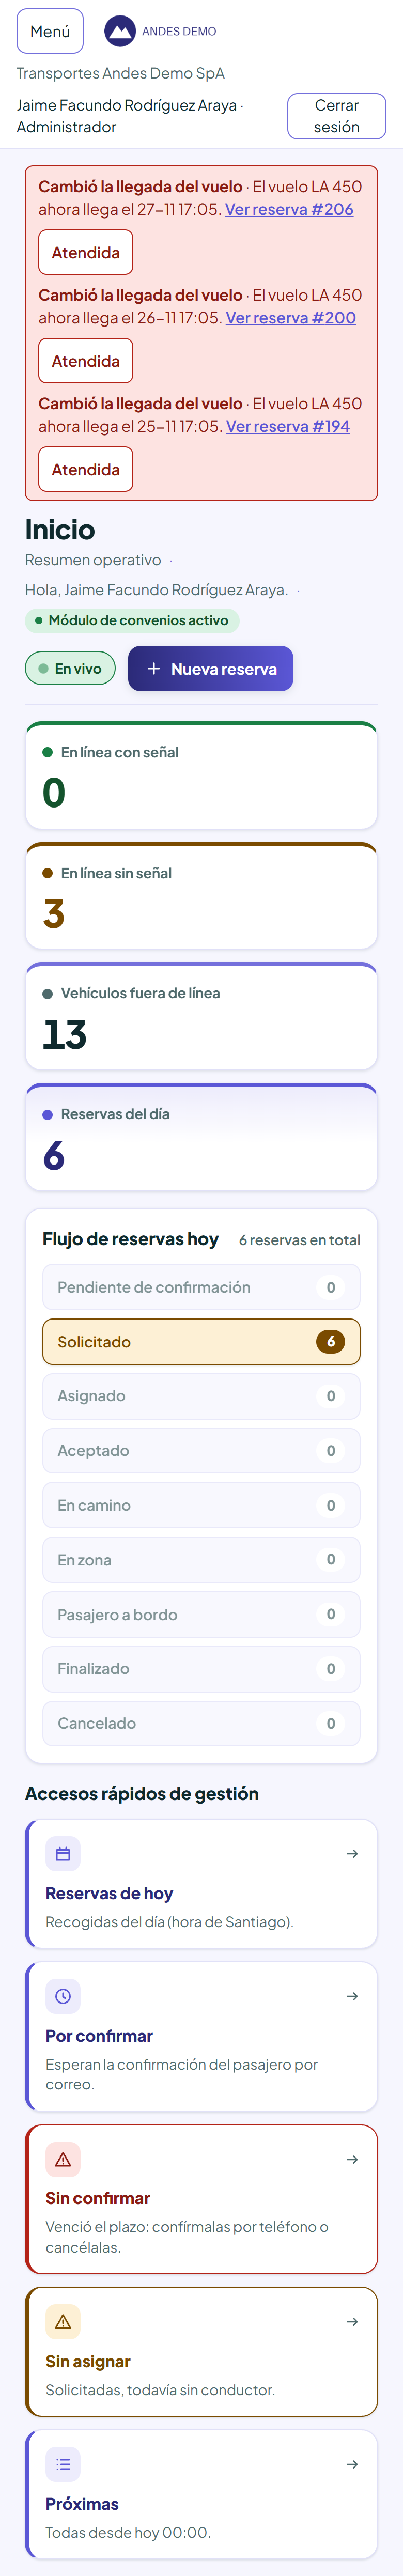 Menú
ANDES DEMO
Transportes Andes Demo SpA
Jaime Facundo Rodríguez Araya ·
Administrador
Cerrar
sesión
Cambió la llegada del vuelo · El vuelo LA 450
ahora llega el 27–11 17:05. Ver reserva #206
Atendida
Cambió la llegada del vuelo · El vuelo LA 450
ahora llega el 26–11 17:05. Ver reserva #200
Atendida
Cambió la llegada del vuelo · El vuelo LA 450
ahora llega el 25–11 17:05. Ver reserva #194
Atendida
Inicio
Resumen operativo ·
Hola, Jaime Facundo Rodríguez Araya. ·
Módulo de convenios activo
En vivo
+ Nueva reserva
En línea con señal
0
En línea sin señal
3
Vehículos fuera de línea
13
Reservas del día
6
Flujo de reservas hoy 6 reservas en total
Pendiente de confirmación 0
Solicitado 6
Asignado 0
Aceptado 0
En camino 0
En zona 0
Pasajero a bordo 0
Finalizado 0
Cancelado 0
Accesos rápidos de gestión
Reservas de hoy
Recogidas del día (hora de Santiago).
Por confirmar
Esperan la confirmación del pasajero por
correo.
Sin confirmar
Venció el plazo: confírmalas por teléfono o
cancélalas.
Sin asignar
Solicitadas, todavía sin conductor.
Próximas
Todas desde hoy 00:00.